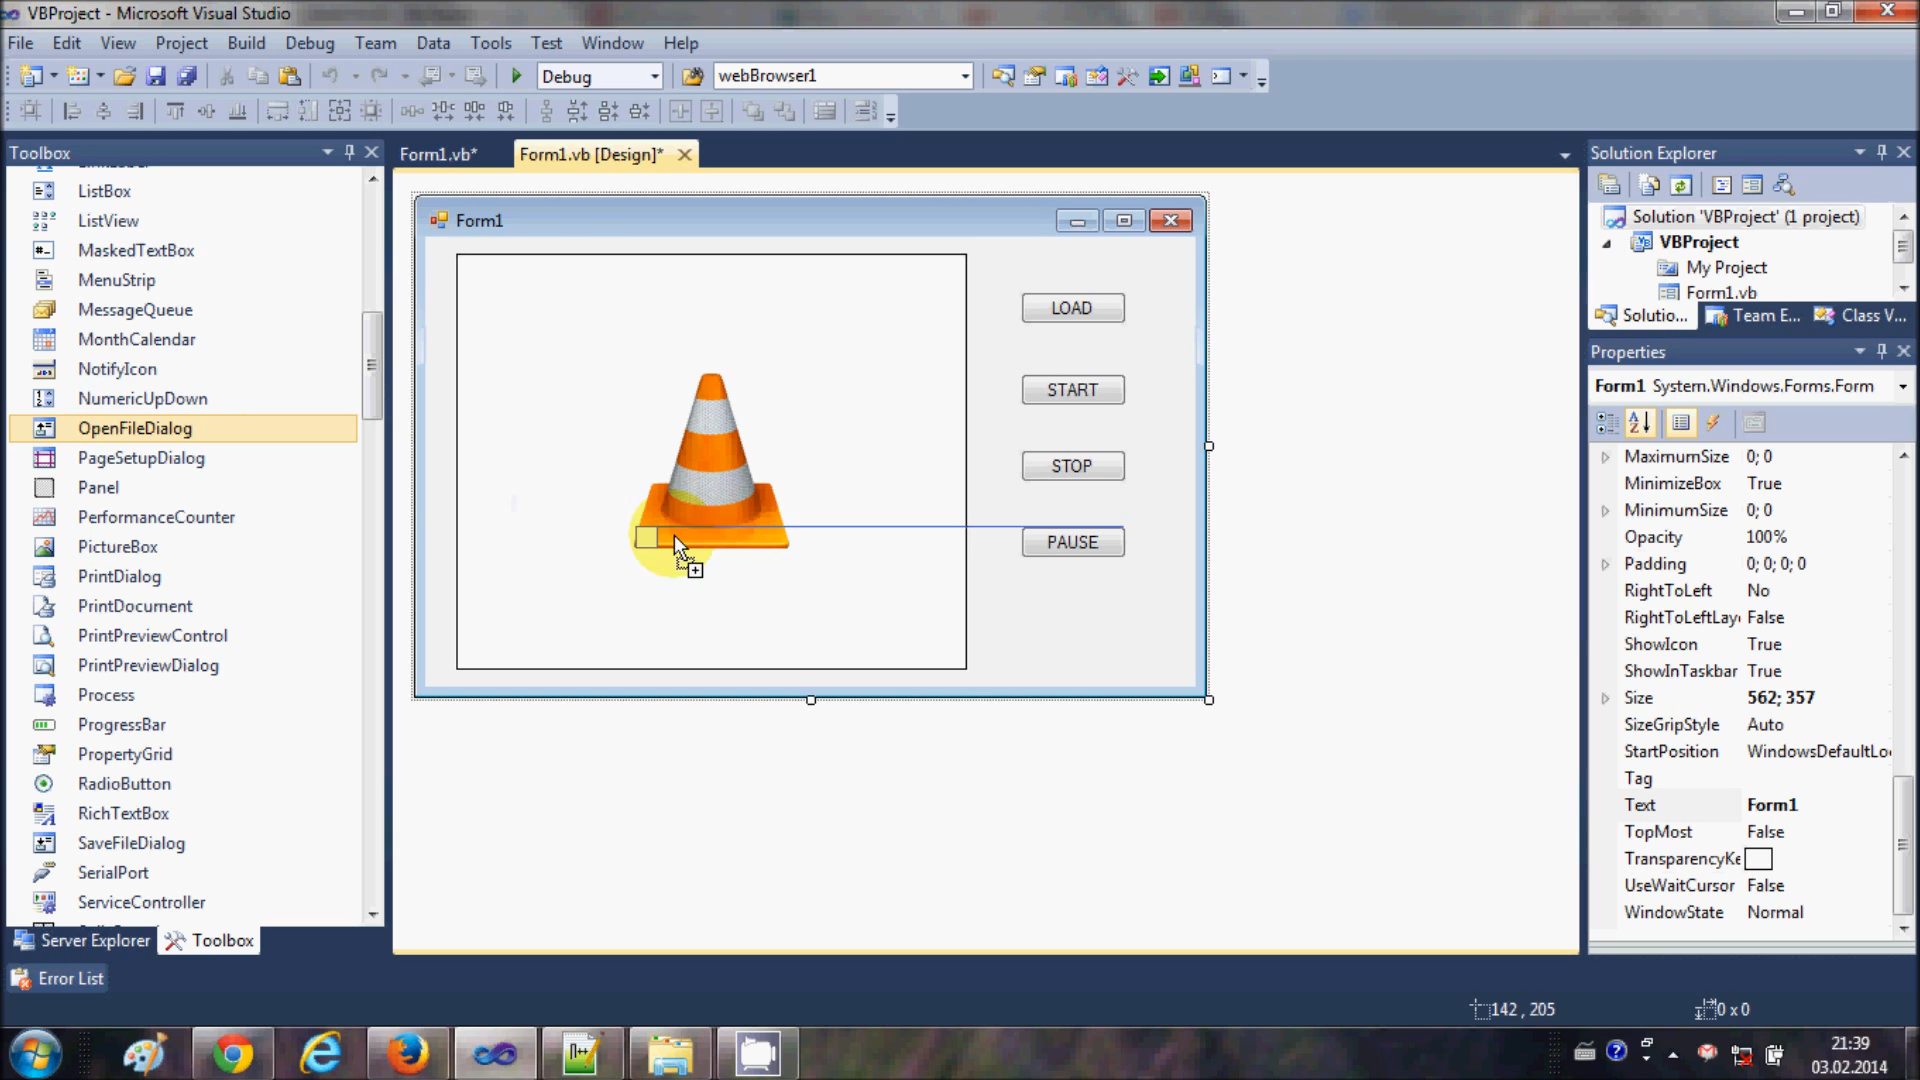 VBProject - Microsoft Visual Studio
File Edit View Project Build Debug Team Data Tools Test Window Help
Debug webBrowser1
Toolbox
Form1.vb* Form1.vb [Design]*
ListBox
ListView
MaskedTextBox
MenuStrip
MessageQueue
MonthCalendar
NotifyIcon
NumericUpDown
OpenFileDialog
PageSetupDialog
Panel
PerformanceCounter
PictureBox
PrintDialog
PrintDocument
PrintPreviewControl
PrintPreviewDialog
Process
ProgressBar
PropertyGrid
RadioButton
RichTextBox
SaveFileDialog
SerialPort
ServiceController
Server Explorer Toolbox
Error List
Form1
LOAD
START
STOP
PAUSE
Solution Explorer
Solution 'VBProject' (1 project)
VBProject
My Project
Form1.vb
Solutio... Team E... Class V...
Properties
Form1 System.Windows.Forms.Form
MaximumSize 0; 0
MinimizeBox True
MinimumSize 0; 0
Opacity 100%
Padding 0; 0; 0; 0
RightToLeft No
RightToLeftLay False
ShowIcon True
ShowInTaskbar True
Size 562; 357
SizeGripStyle Auto
StartPosition WindowsDefaultLo
Tag
Text Form1
TopMost False
TransparencyKe
UseWaitCursor False
WindowState Normal
142 , 205 0 x 0
21:39
03.02.2014